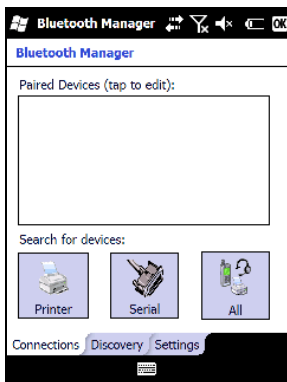 Bluetooth Manager OK
Bluetooth Manager
Paired Devices (tap to edit):
Search for devices:
Printer Serial All
Connections Discovery Settings